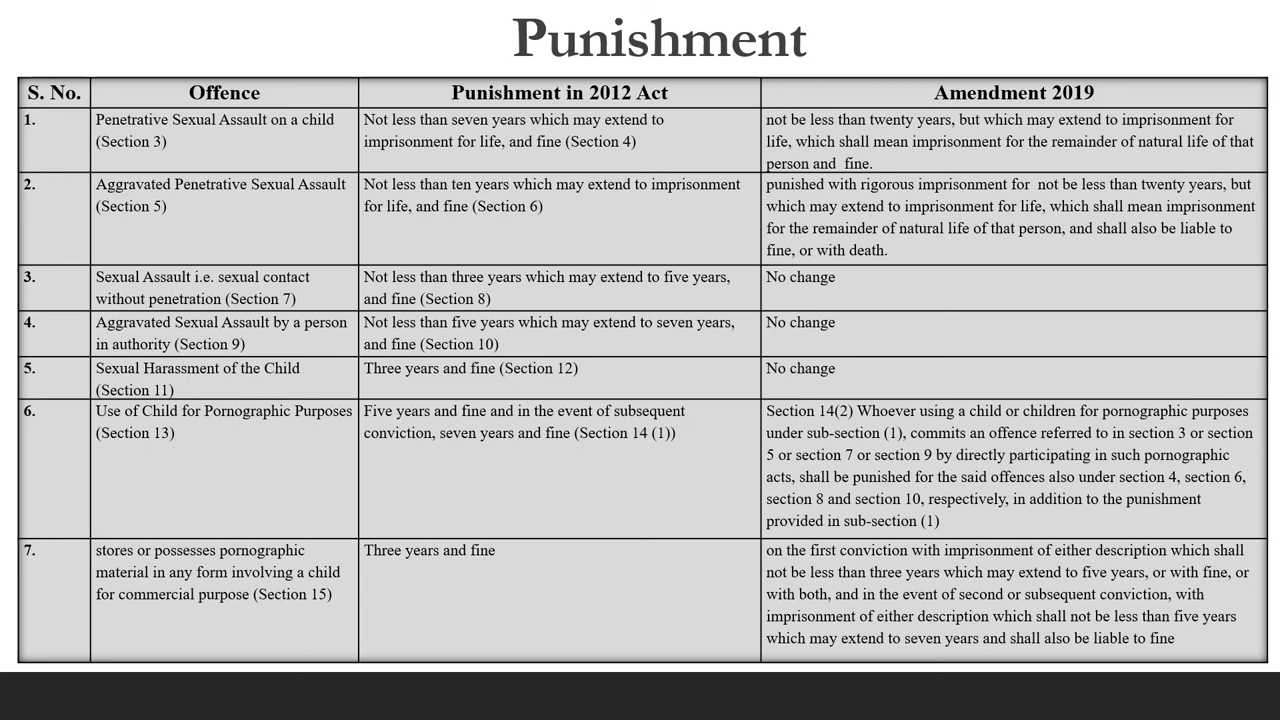 Punishment
S. No.
Offence
Punishment in 2012 Act
Amendment 2019
1.
Penetrative Sexual Assault on a child
(Section 3)
Not less than seven years which may extend to
imprisonment for life, and fine (Section 4)
not be less than twenty years, but which may extend to imprisonment for
life, which shall mean imprisonment for the remainder of natural life of that
person and  fine.
2.
Aggravated Penetrative Sexual Assault
(Section 5)
Not less than ten years which may extend to imprisonment
for life, and fine (Section 6)
punished with rigorous imprisonment for  not be less than twenty years, but
which may extend to imprisonment for life, which shall mean imprisonment
for the remainder of natural life of that person, and shall also be liable to
fine, or with death.
3.
Sexual Assault i.e. sexual contact
without penetration (Section 7)
Not less than three years which may extend to five years,
and fine (Section 8)
No change
4.
Aggravated Sexual Assault by a person
in authority (Section 9)
Not less than five years which may extend to seven years,
and fine (Section 10)
No change
5.
Sexual Harassment of the Child
(Section 11)
Three years and fine (Section 12)
No change
6.
Use of Child for Pornographic Purposes
(Section 13)
Five years and fine and in the event of subsequent
conviction, seven years and fine (Section 14 (1))
Section 14(2) Whoever using a child or children for pornographic purposes
under sub-section (1), commits an offence referred to in section 3 or section
5 or section 7 or section 9 by directly participating in such pornographic
acts, shall be punished for the said offences also under section 4, section 6,
section 8 and section 10, respectively, in addition to the punishment
provided in sub-section (1)
7.
stores or possesses pornographic
material in any form involving a child
for commercial purpose (Section 15)
Three years and fine
on the first conviction with imprisonment of either description which shall
not be less than three years which may extend to five years, or with fine, or
with both, and in the event of second or subsequent conviction, with
imprisonment of either description which shall not be less than five years
which may extend to seven years and shall also be liable to fine